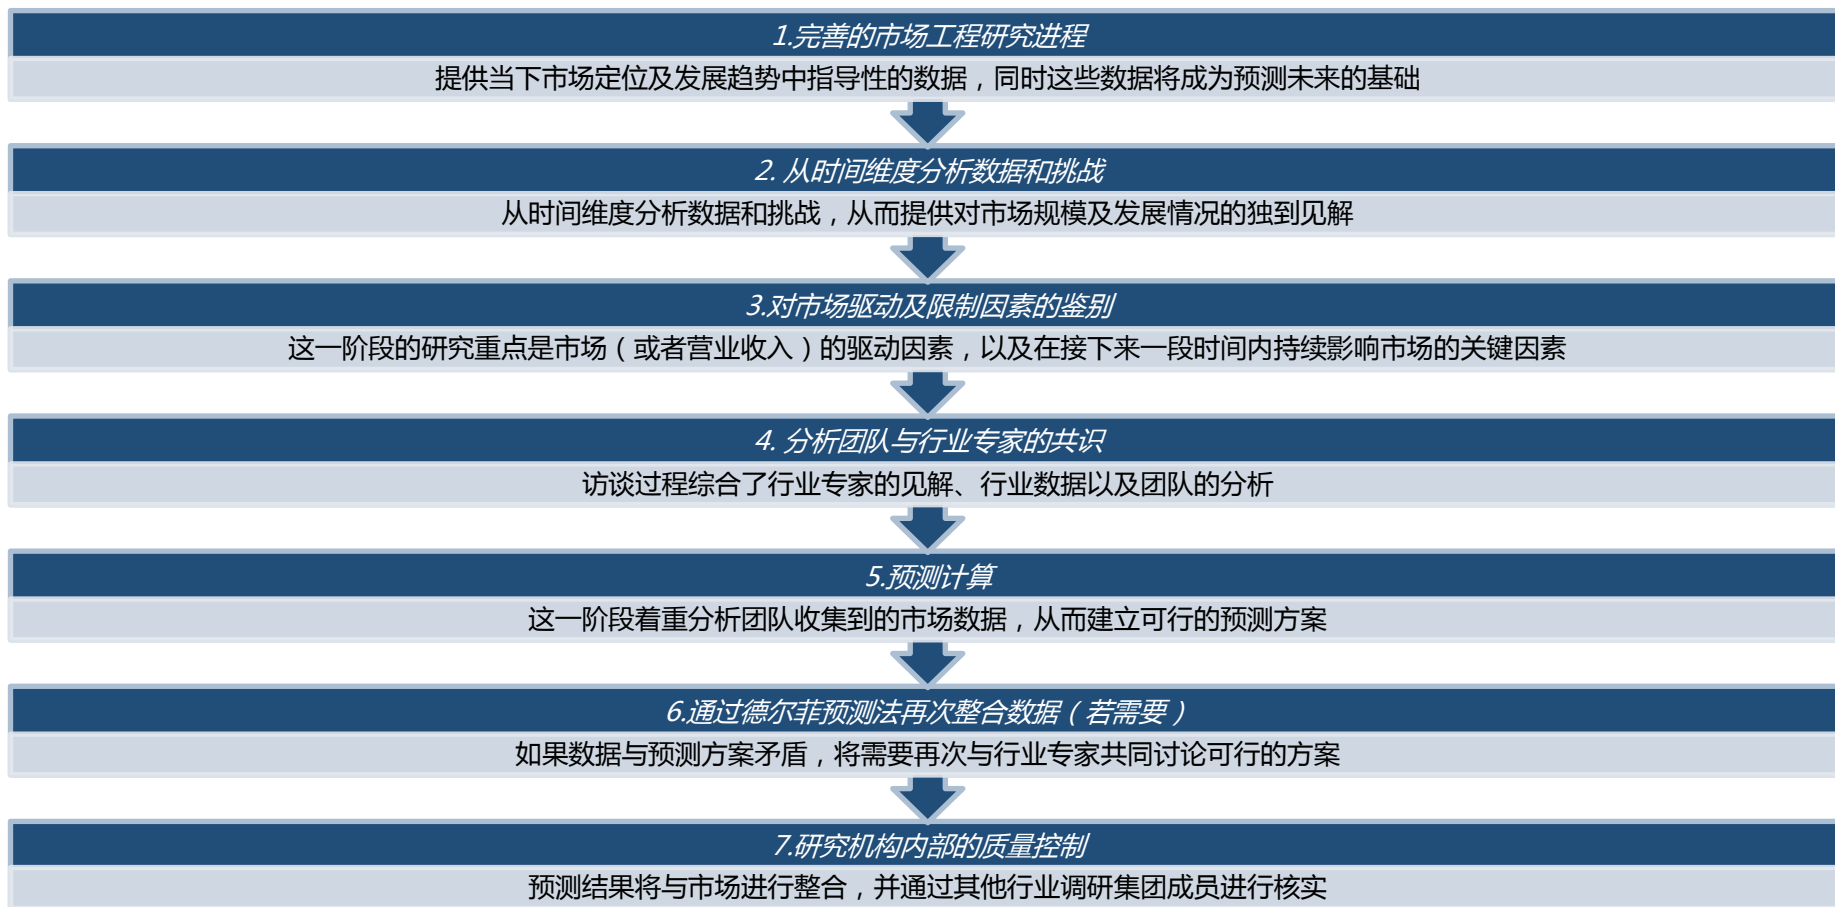 1.完善的市场工程研究进程
提供当下市场定位及发展趋势中指导性的数据，同时这些数据将成为预测未来的基础
2. 从时间维度分析数据和挑战
从时间维度分析数据和挑战，从而提供对市场规模及发展情况的独到见解
3.对市场驱动及限制因素的鉴别
这一阶段的研究重点是市场（或者营业收入）的驱动因素，以及在接下来一段时间内持续影响市场的关键因素
4. 分析团队与行业专家的共识
访谈过程综合了行业专家的见解、行业数据以及团队的分析
5.预测计算
这一阶段着重分析团队收集到的市场数据，从而建立可行的预测方案
6.通过德尔菲预测法再次整合数据（若需要）
如果数据与预测方案矛盾，将需要再次与行业专家共同讨论可行的方案
7.研究机构内部的质量控制
预测结果将与市场进行整合，并通过其他行业调研集团成员进行核实